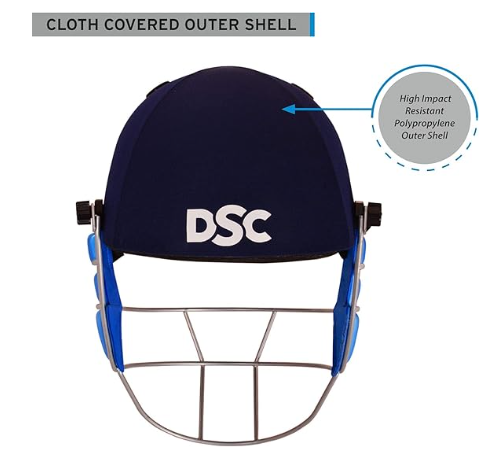 CLOTH COVERED OUTER SHELL
High Impact
Resistant
Polypropylene
Outer Shell
DSC